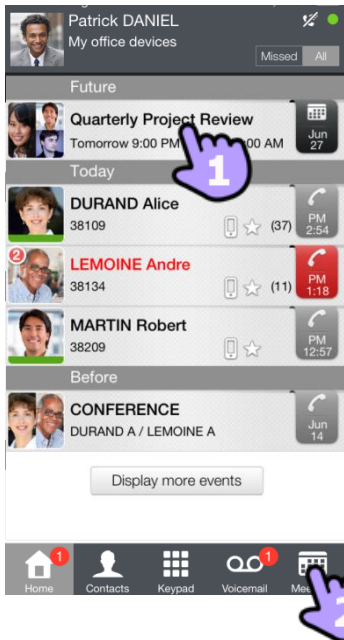 Patrick DANIEL
My office devices
Missed All
Future
Quarterly Project Review
Tomorrow 9:00 PM 00 AM
Jun
27
1
Today
DURAND Alice
38109
(37)
PM
2:54
2
LEMOINE Andre
38134
(11)
PM
1:18
MARTIN Robert
38209
PM
12:57
Before
CONFERENCE
DURAND A / LEMOINE A
Jun
14
Display more events
1 1
Home Contacts Keypad Voicemail
2